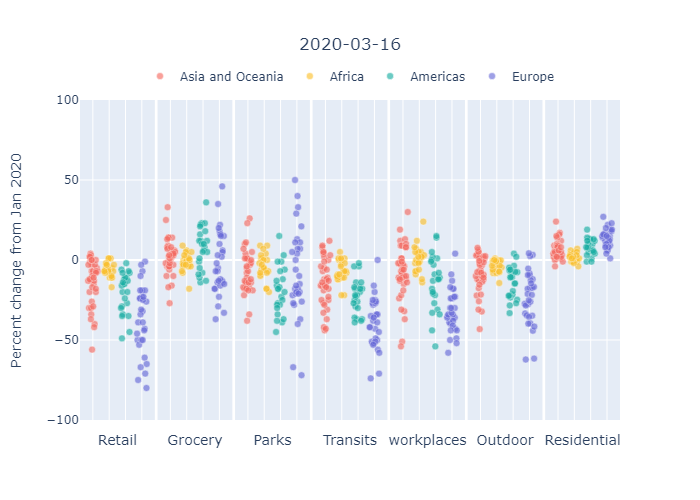 2020-03-16
Asia and Oceania Africa Americas Europe
Percent change from Jan 2020
100
50
0
−50
−100
Retail Grocery Parks Transits workplaces Outdoor Residential